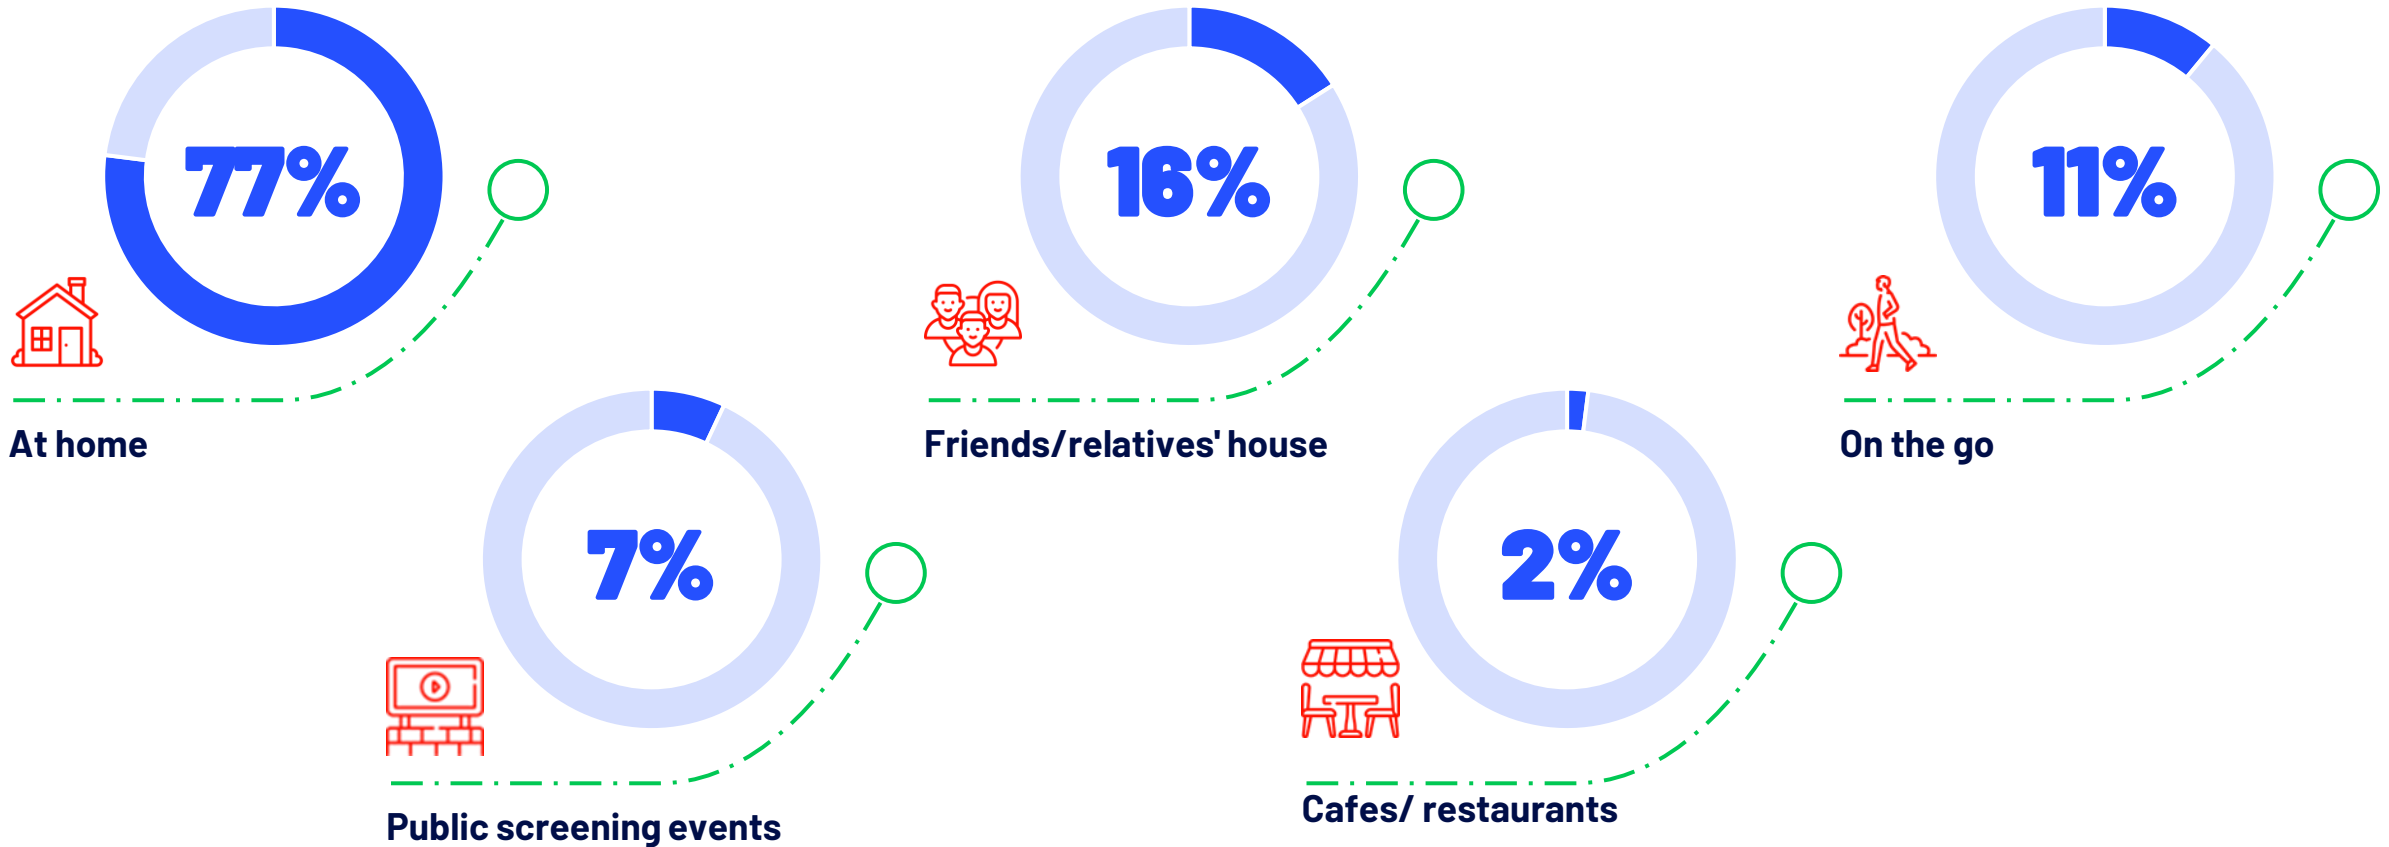 77%
At home
16%
Friends/relatives' house
11%
On the go
7%
Public screening events
2%
Cafes/ restaurants